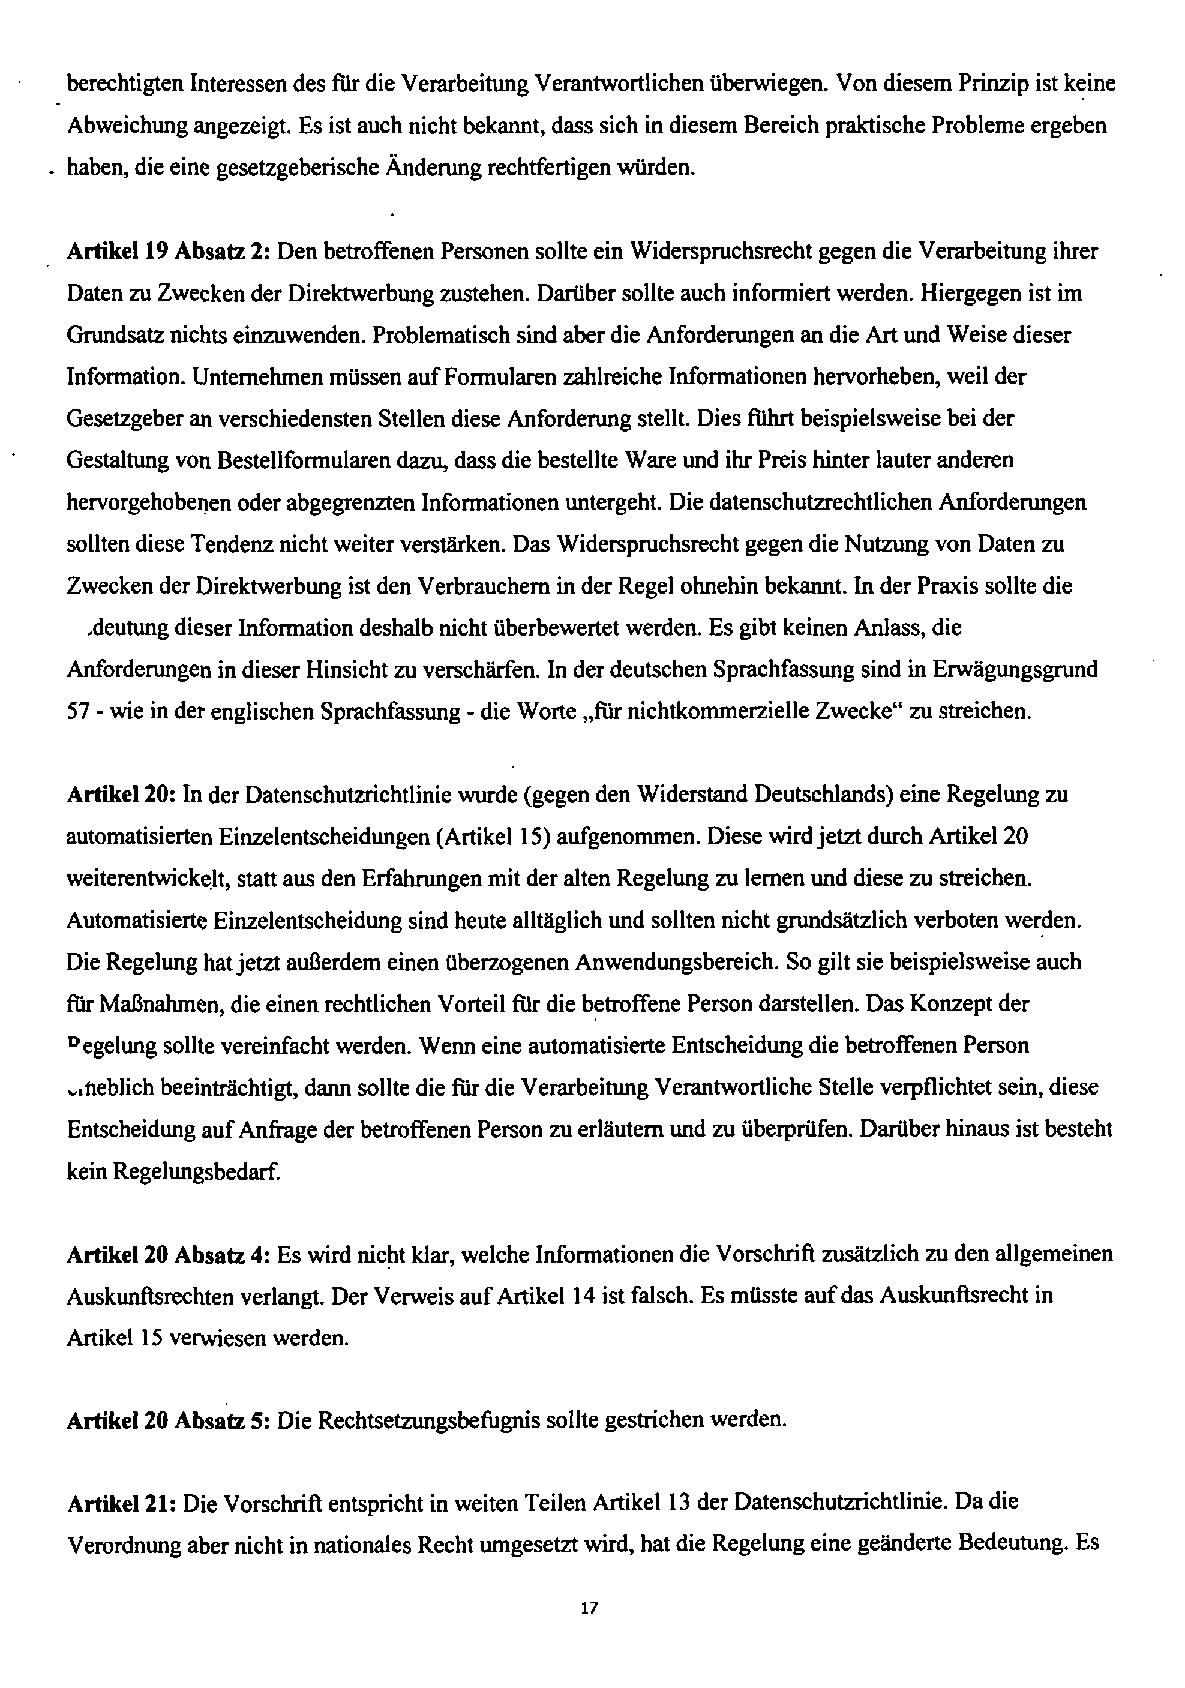 berechtigten Interessen des für die Verarbeitung Verantwortlichen überwiegen. Von diesem Prinzip ist keine
Abweichung angezeigt. Es ist auch nicht bekannt, dass sich in diesem Bereich praktische Probleme ergeben
haben, die eine gesetzgeberische Änderung rechtfertigen würden.
Artikel 19 Absatz 2: Den betroffenen Personen sollte ein Widerspruchsrecht gegen die Verarbeitung ihrer
Daten zu Zwecken der Direktwerbung zustehen. Darüber sollte auch informiert werden. Hiergegen ist im
Grundsatz nichts einzuwenden. Problematisch sind aber die Anforderungen an die Art und Weise dieser
Information. Unternehmen müssen auf Formularen zahlreiche Informationen hervorheben, weil der
Gesetzgeber an verschiedensten Stellen diese Anforderung stellt. Dies führt beispielsweise bei der
Gestaltung von Bestellformularen dazu, dass die bestellte Ware und ihr Preis hinter lauter anderen
hervorgehobenen oder abgegrenzten Informationen untergeht. Die datenschutzrechtlichen Anforderungen
sollten diese Tendenz nicht weiter verstärken. Das Widerspruchsrecht gegen die Nutzung von Daten zu
Zwecken der Direktwerbung ist den Verbrauchern in der Regel ohnehin bekannt. In der Praxis sollte die
deutung dieser Information deshalb nicht überbewertet werden. Es gibt keinen Anlass, die
Anforderungen in dieser Hinsicht zu verschärfen. In der deutschen Sprachfassung sind in Erwägungsgrund
57 - wie in der englischen Sprachfassung - die Worte „für nichtkommerzielle Zwecke“ zu streichen.
Artikel 20: In der Datenschutzrichtlinie wurde (gegen den Widerstand Deutschlands) eine Regelung zu
automatisierten Einzelentscheidungen (Artikel 15) aufgenommen. Diese wird jetzt durch Artikel 20
weiterentwickelt, statt aus den Erfahrungen mit der alten Regelung zu lernen und diese zu streichen.
Automatisierte Einzelentscheidung sind heute alltäglich und sollten nicht grundsätzlich verboten werden.
Die Regelung hat jetzt außerdem einen überzogenen Anwendungsbereich. So gilt sie beispielsweise auch
für Maßnahmen, die einen rechtlichen Vorteil für die betroffene Person darstellen. Das Konzept der
egelung sollte vereinfacht werden. Wenn eine automatisierte Entscheidung die betroffenen Person
heblich beeinträchtigt, dann sollte die für die Verarbeitung Verantwortliche Stelle verpflichtet sein, diese
Entscheidung auf Anfrage der betroffenen Person zu erläutern und zu überprüfen. Darüber hinaus ist besteht
kein Regelungsbedarf.
Artikel 20 Absatz 4: Es wird nicht klar, welche Informationen die Vorschrift zusätzlich zu den allgemeinen
Auskunftsrechten verlangt. Der Verweis auf Artikel 14 ist falsch. Es müsste auf das Auskunftsrecht in
Artikel 15 verwiesen werden.
Artikel 20 Absatz 5: Die Rechtsetzungsbefugnis sollte gestrichen werden.
Artikel 21: Die Vorschrift entspricht in weiten Teilen Artikel 13 der Datenschutzrichtlinie. Da die
Verordnung aber nicht in nationales Recht umgesetzt wird, hat die Regelung eine geänderte Bedeutung. Es
17